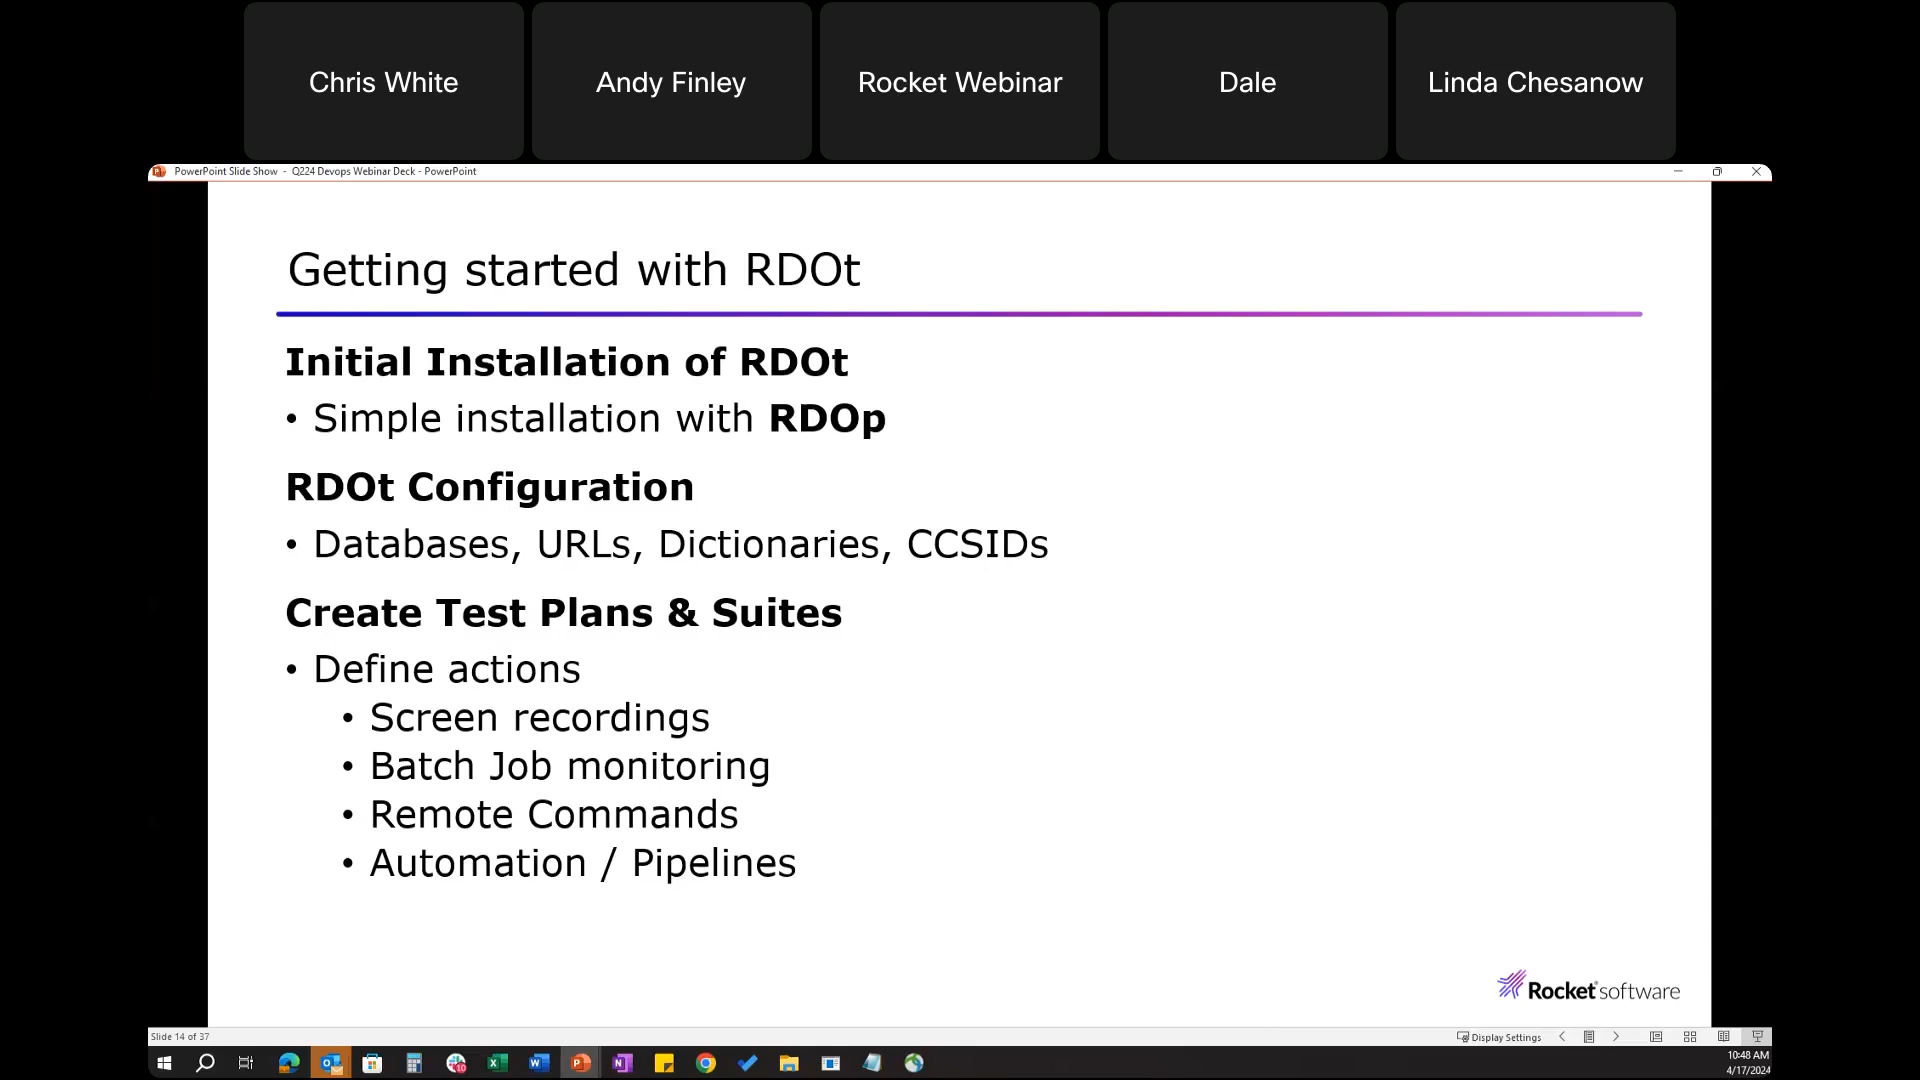 Chris White
Andy Finley
Rocket Webinar
Dale
Linda Chesanow
PowerPoint Slide Show - Q224 Devops Webinar Deck - PowerPoint
Getting started with RDOt
Initial Installation of RDOt
• Simple installation with RDOp
RDOt Configuration
• Databases, URLs, Dictionaries, CCSIDs
Create Test Plans & Suites
• Define actions
• Screen recordings
• Batch Job monitoring
• Remote Commands
• Automation / Pipelines
Rocket software
Slide 14 of 37
Display Settings
10:48 AM
4/17/2024